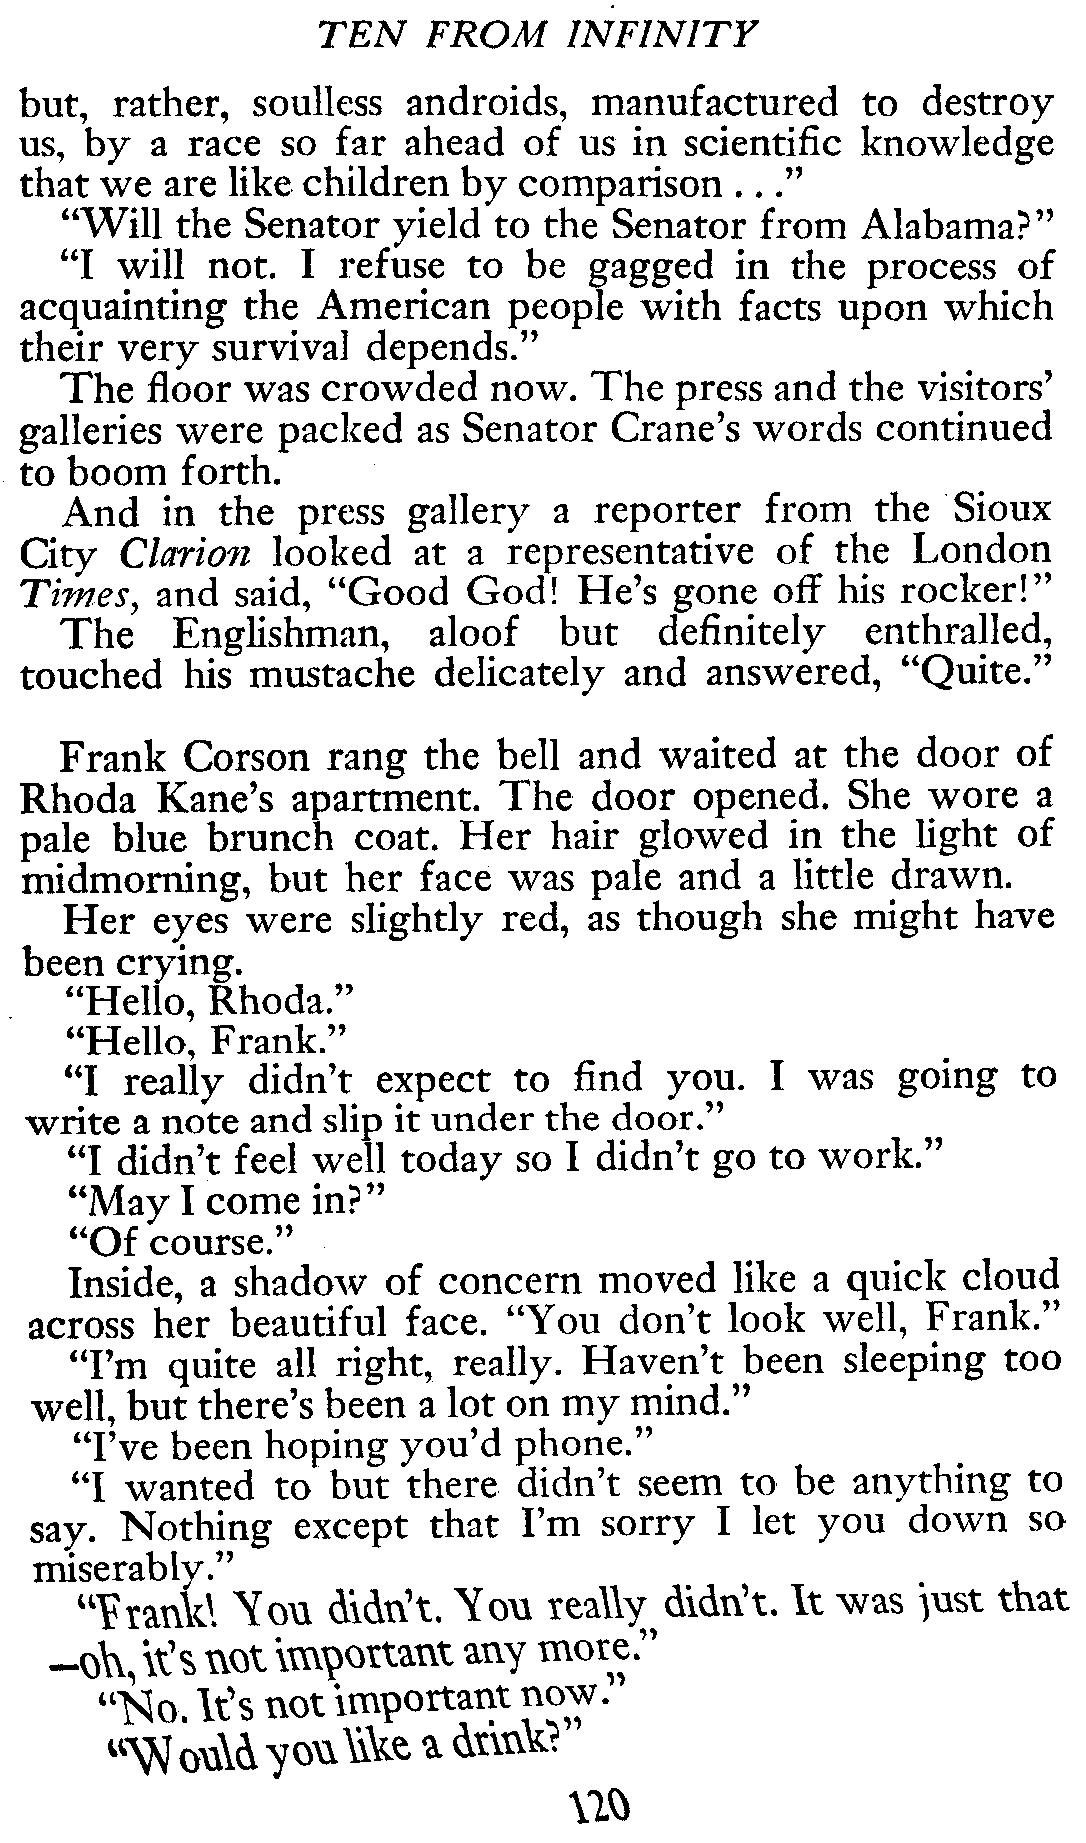 TEN FROM INFINITY
but, rather, soulless androids, manufactured to destroy
us, by a race so far ahead of us in scientific knowledge
that we are like children by comparison . . ."
“Will the Senator yield to the Senator from Alabama?”
“I will not. I refuse to be gagged in the process of
acquainting the American people with facts upon which
their very survival depends.”
The floor was crowded now. The press and the visitors’
galleries were packed as Senator Crane’s words continued
to boom forth.
And in the press gallery a reporter from the Sioux
City Clarion looked at a representative of the London
Times, and said, “Good God! He’s gone off his rocker!”
The Englishman, aloof but definitely enthralled,
touched his mustache delicately and answered, “Quite.”
Frank Corson rang the bell and waited at the door of
Rhoda Kane’s apartment. The door opened. She wore a
pale blue brunch coat. Her hair glowed in the light of
midmorning, but her face was pale and a little drawn.
Her eyes were slightly red, as though she might have
been crying.
“Hello, Rhoda.”
“Hello, Frank.”
“I really didn’t expect to find you. I was going to
write a note and slip it under the door.”
“I didn’t feel well today so I didn’t go to work.”
“May I come in?”
“Of course.”
Inside, a shadow of concern moved like a quick cloud
across her beautiful face. “You don’t look well, Frank.”
“I’m quite all right, really. Haven’t been sleeping too
well, but there’s been a lot on my mind.”
“I’ve been hoping you’d phone.”
“I wanted to but there didn’t seem to be anything to
say. Nothing except that I’m sorry I let you down so
miserably.”
“Frank! You didn’t. You really didn’t. It was just that
—oh, it’s not important any more.”
“No. It’s not important now.”
“Would you like a drink?”
120